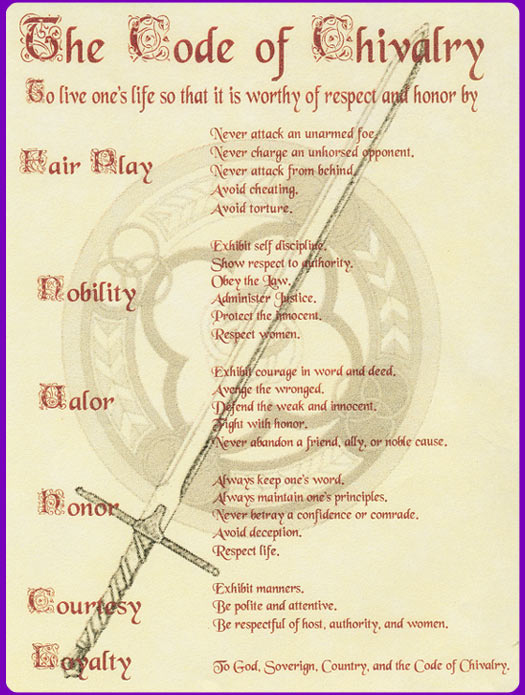 The Code of Chivalry
To live one's life so that it is worthy of respect and honor by
Fair Play
Never attack an unarmed foe.
Never charge an unhorsed opponent.
Never attack from behind.
Avoid cheating.
Avoid torture.
Nobility
Exhibit self discipline.
Show respect to authority.
Obey the Law.
Administer Justice.
Protect the innocent.
Respect women.
Valor
Exhibit courage in word and deed.
Avenge the wronged.
Defend the weak and innocent.
Fight with honor.
Never abandon a friend, ally, or noble cause.
Honor
Always keep one's word.
Always maintain one's principles.
Never betray a confidence or comrade.
Avoid deception.
Respect life.
Courtesy
Exhibit manners.
Be polite and attentive.
Be respectful of host, authority, and women.
Loyalty
To God, Soverign, Country, and the Code of Chivalry.